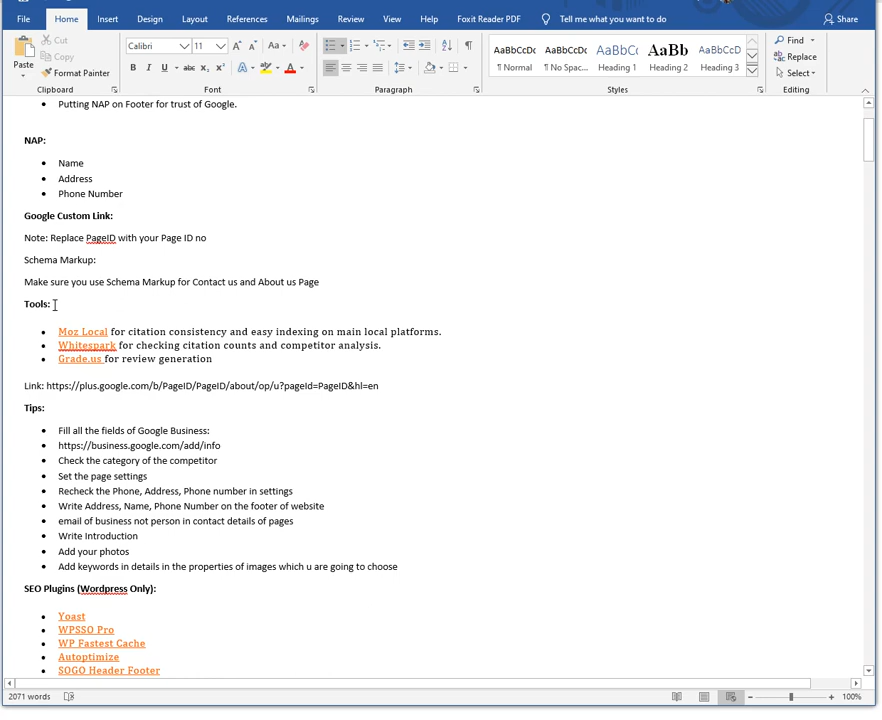 File Home Insert Design Layout References Mailings Review View Help Foxit Reader PDF Tell me what you want to do Share
Paste
Cut
Copy
Format Painter
Clipboard
Calibri 11
Font
Paragraph
AaBbCcDc AaBbCcDc AaBbCc AaBb AaBbCcD
¶ Normal ¶ No Spac... Heading 1 Heading 2 Heading 3
Styles
Find
Replace
Select
Editing
• Putting NAP on Footer for trust of Google.
NAP:
• Name
• Address
• Phone Number
Google Custom Link:
Note: Replace PageID with your Page ID no
Schema Markup:
Make sure you use Schema Markup for Contact us and About us Page
Tools:
• Moz Local for citation consistency and easy indexing on main local platforms.
• Whitespark for checking citation counts and competitor analysis.
• Grade.us for review generation
Link: https://plus.google.com/b/PageID/PageID/about/op/u?pageId=PageID&hl=en
Tips:
• Fill all the fields of Google Business:
• https://business.google.com/add/info
• Check the category of the competitor
• Set the page settings
• Recheck the Phone, Address, Phone number in settings
• Write Address, Name, Phone Number on the footer of website
• email of business not person in contact details of pages
• Write Introduction
• Add your photos
• Add keywords in details in the properties of images which u are going to choose
SEO Plugins (Wordpress Only):
• Yoast
• WPSSO Pro
• WP Fastest Cache
• Autoptimize
• SOGO Header Footer
2071 words
100%